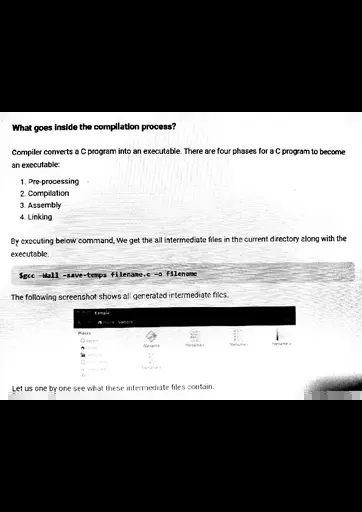 What goes inside the compilation process?
Compiler converts a C program into an executable. There are four phases for a C program to become
an executable:
1. Pre-processing
2. Compilation
3. Assembly
4. Linking
By executing below command, We get the all intermediate files in the current directory along with the
executable.
$gcc -Wall -save-temps filename.c -o filename
The following screenshot shows all generated intermediate files.
Let us one by one see what these intermediate files contain.